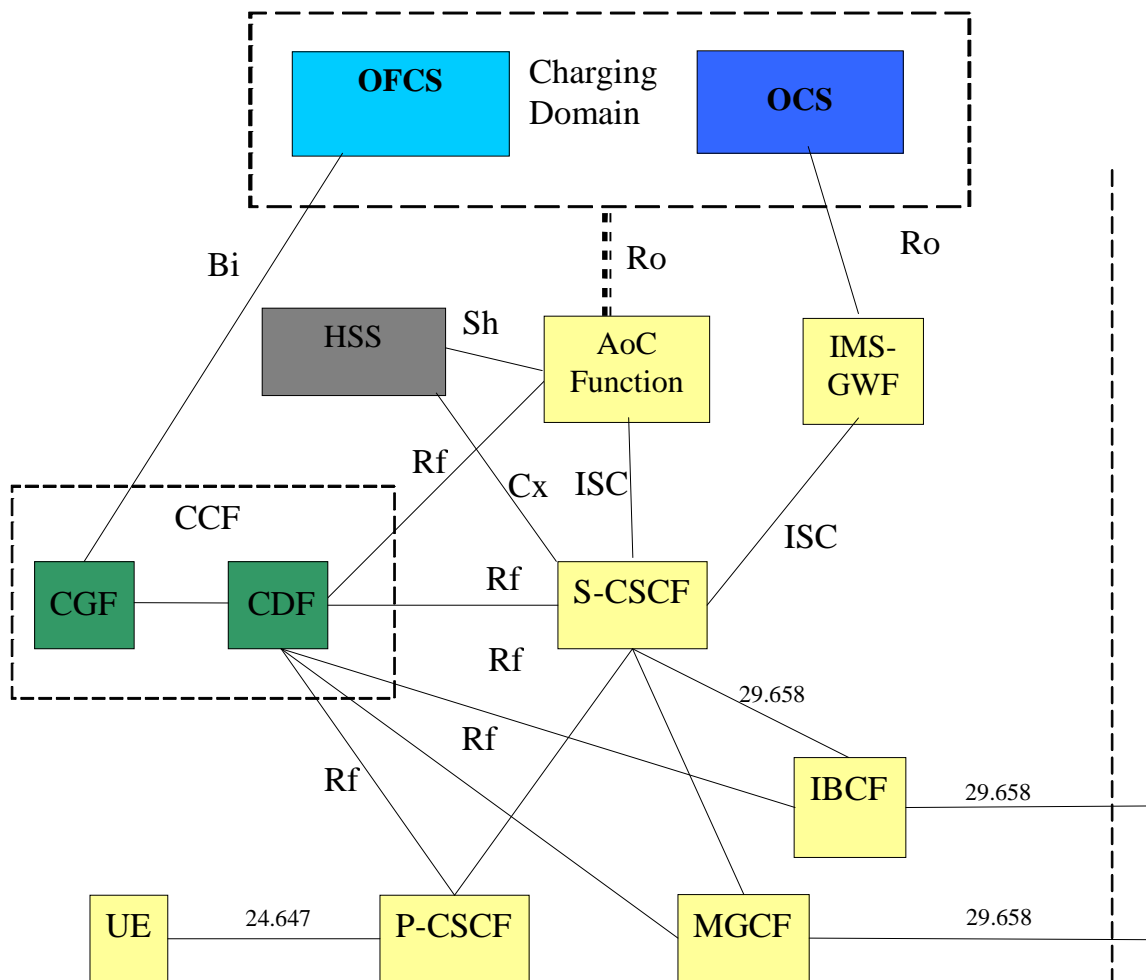 OFCS
Charging
Domain
OCS
Bi
Ro
Ro
HSS
Sh
AoC
Function
IMS-
GWF
Rf
Cx
ISC
ISC
CCF
CGF
CDF
Rf
S-CSCF
Rf
29.658
Rf
Rf
IBCF
29.658
UE
24.647
P-CSCF
MGCF
29.658